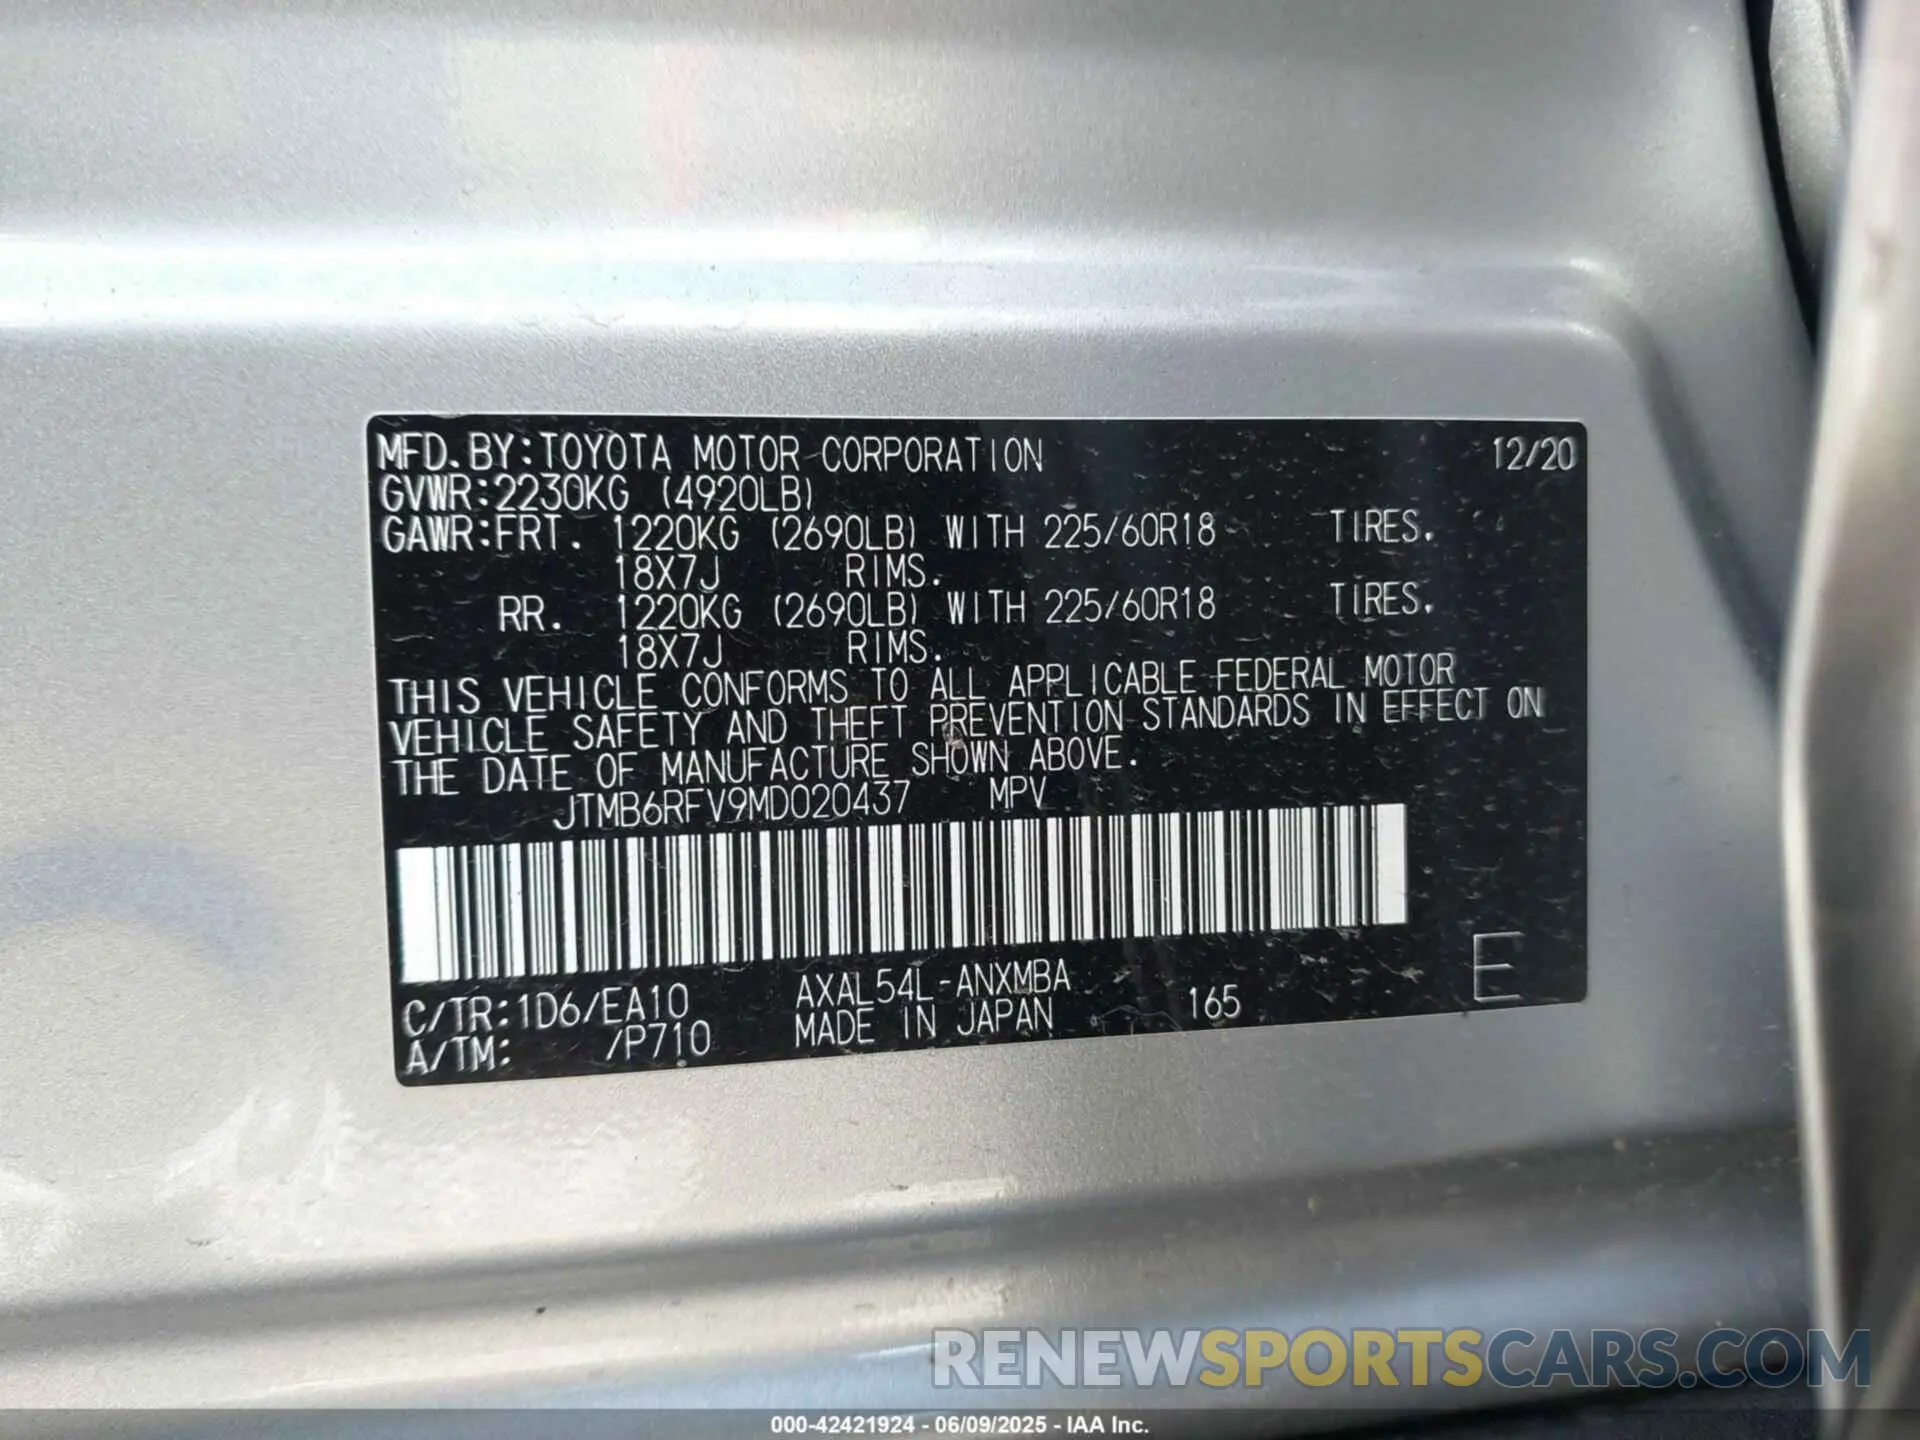 MFD.BY:TOYOTA MOTOR CORPORATION 12/20
GVWR:2230KG (4920LB)
GAWR:FRT. 1220KG (2690LB) WITH 225/60R18 TIRES.
18X7J RIMS.
RR. 1220KG (2690LB) WITH 225/60R18 TIRES.
18X7J RIMS.
THIS VEHICLE CONFORMS TO ALL APPLICABLE FEDERAL MOTOR
VEHICLE SAFETY AND THEFT PREVENTION STANDARDS IN EFFECT ON
THE DATE OF MANUFACTURE SHOWN ABOVE.
JTMB6RFV9MD020437 MPV
C/TR:1D6/EA10 AXAL54L-ANXMBA 165 E
A/TM: /P710 MADE IN JAPAN
RENEWSPORTSCARS.COM
000-42421924 - 06/09/2025 - IAA Inc.